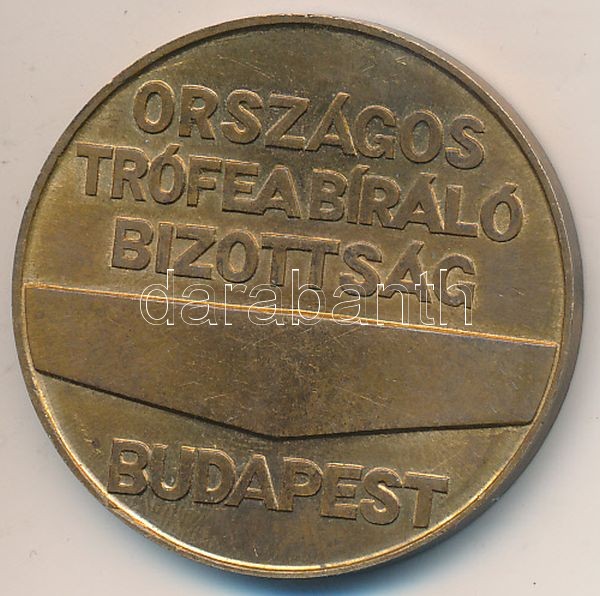 ORSZÁGOS
TRÓFEABÍRÁLÓ
BIZOTTSÁG
darabanth
BUDAPEST